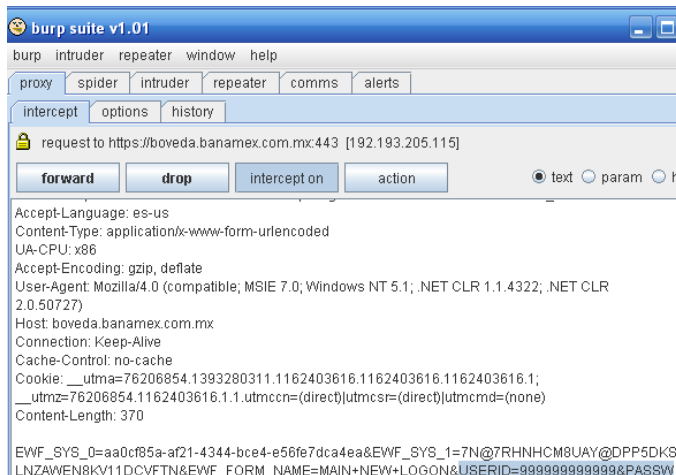 burp suite v1.01
burp intruder repeater window help
proxy spider intruder repeater comms alerts
intercept options history
request to https://boveda.banamex.com.mx:443 [192.193.205.115]
forward drop intercept on action text param
Accept-Language: es-us
Content-Type: application/x-www-form-urlencoded
UA-CPU: x86
Accept-Encoding: gzip, deflate
User-Agent: Mozilla/4.0 (compatible; MSIE 7.0; Windows NT 5.1; .NET CLR 1.1.4322; .NET CLR
2.0.50727)
Host: boveda.banamex.com.mx
Connection: Keep-Alive
Cache-Control: no-cache
Cookie: __utma=76206854.1393280311.1162403616.1162403616.1162403616.1;
__utmz=76206854.1162403616.1.1.utmccn=(direct)|utmcsr=(direct)|utmcmd=(none)
Content-Length: 370
EWF_SYS_0=aa0cf85a-af21-4344-bce4-e56fe7dca4ea&EWF_SYS_1=7N@7RHNHCM8UAY@DPP5DKS
LNZAWEN8KV11DCVFTN&EWF_FORM_NAME=MAIN+NEW+LOGON&USERID=999999999999&PASSW